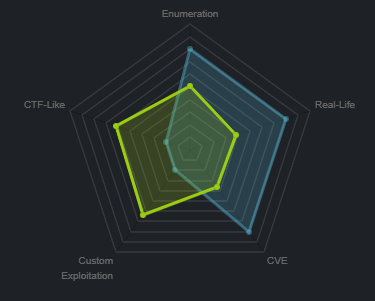 Enumeration
CTF-Like
Real-Life
Custom
Exploitation
CVE